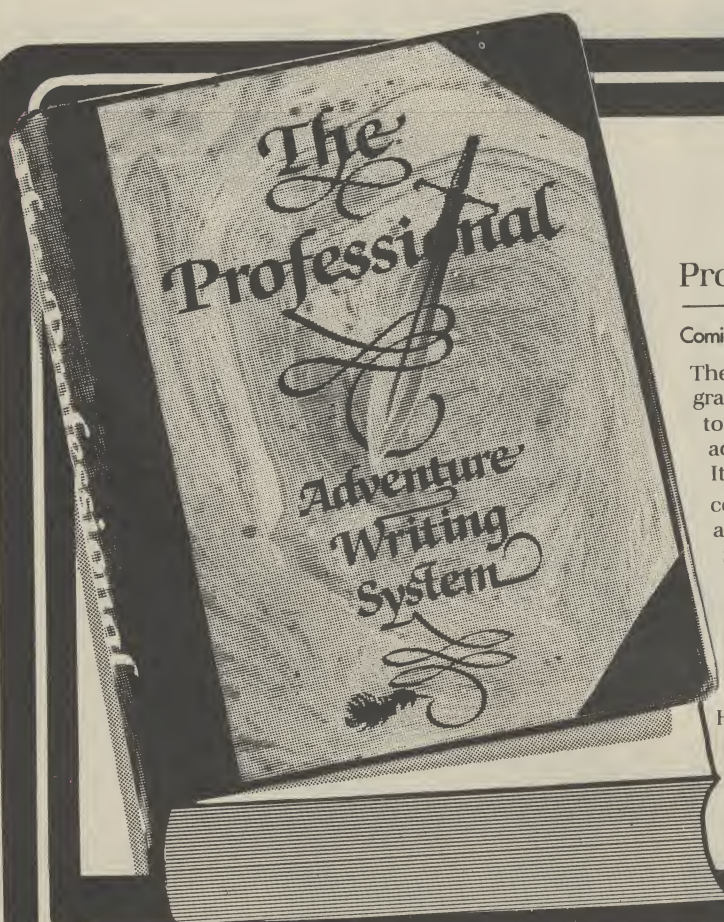 The
Professional
Adventure
Writing
System
Pro
Comi
The
gra
to
ac
It
co
a
H